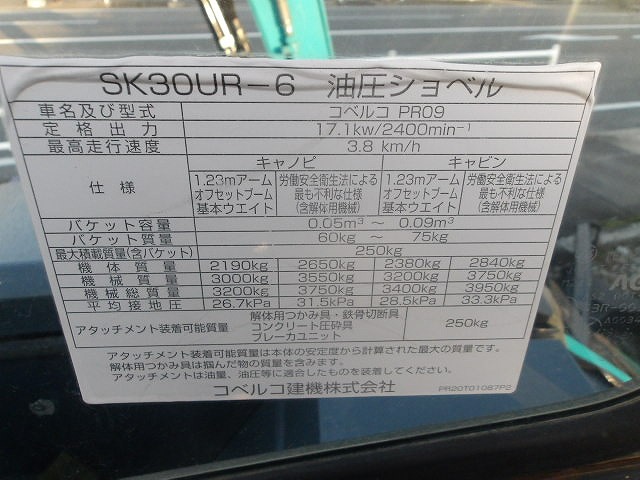 SK30UR-6 油圧ショベル
車名及び型式 コベルコ PR09
定格出力 17.1kw/2400min⁻¹
最高走行速度 3.8 km/h
仕様 キャノピ キャビン
1.23mアーム オフセットブーム 基本ウエイト 労働安全衛生法による 最も不利な仕様 (含解体用機械) 1.23mアーム オフセットブーム 基本ウエイト 労働安全衛生法による 最も不利な仕様 (含解体用機械)
バケット容量 0.05m³ ~ 0.09m³
バケット質量 60kg ~ 75kg
最大積載質量(含バケット) 250kg
機体質量 2190kg 2650kg 2380kg 2840kg
機械質量 3000kg 3550kg 3200kg 3750kg
機械総質量 3200kg 3750kg 3400kg 3950kg
平均接地圧 26.7kPa 31.5kPa 28.5kPa 33.3kPa
アタッチメント装着可能質量 解体用つかみ具・鉄骨切断具 コンクリート圧砕具 ブレーカユニット 250kg
アタッチメント装着可能質量は本体の安定度から計算された最大の質量です。
解体用つかみ具は掴んだ物の質量を含みます。
アタッチメントは油量、油圧等に適合したものを装着してください。
コベルコ建機株式会社 PR20T01087P2